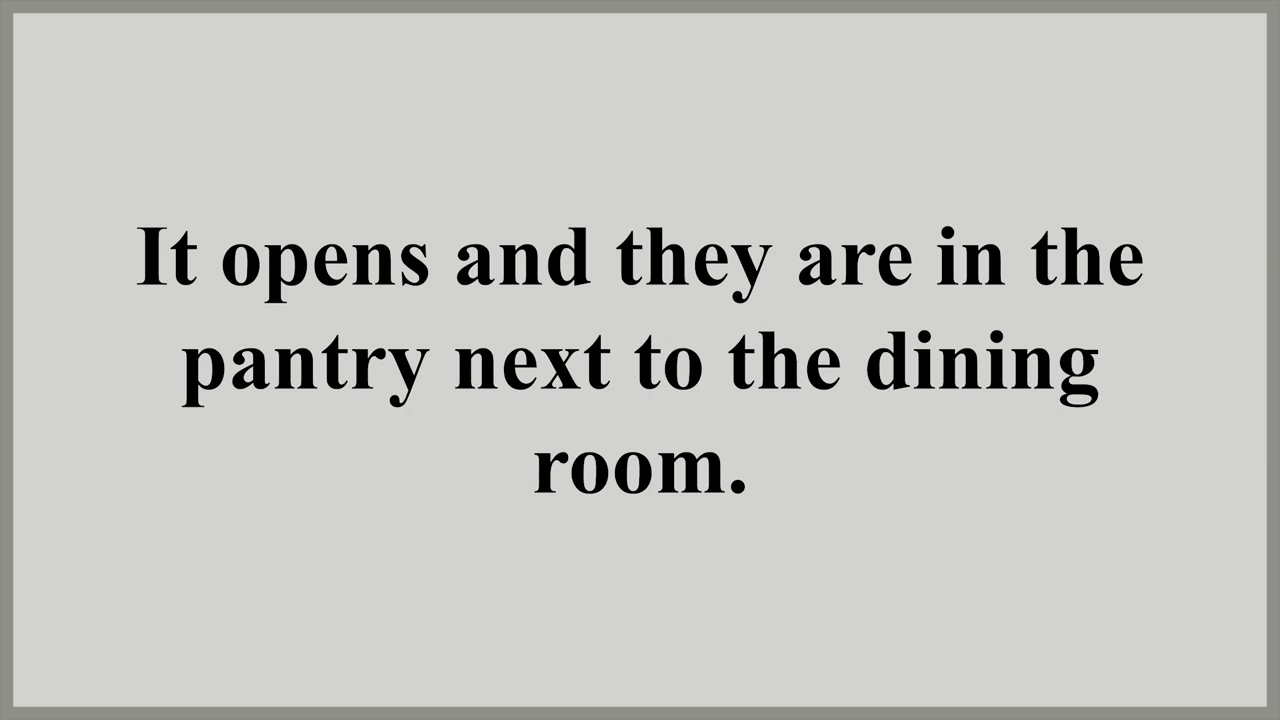 It opens and they are in the
pantry next to the dining
room.